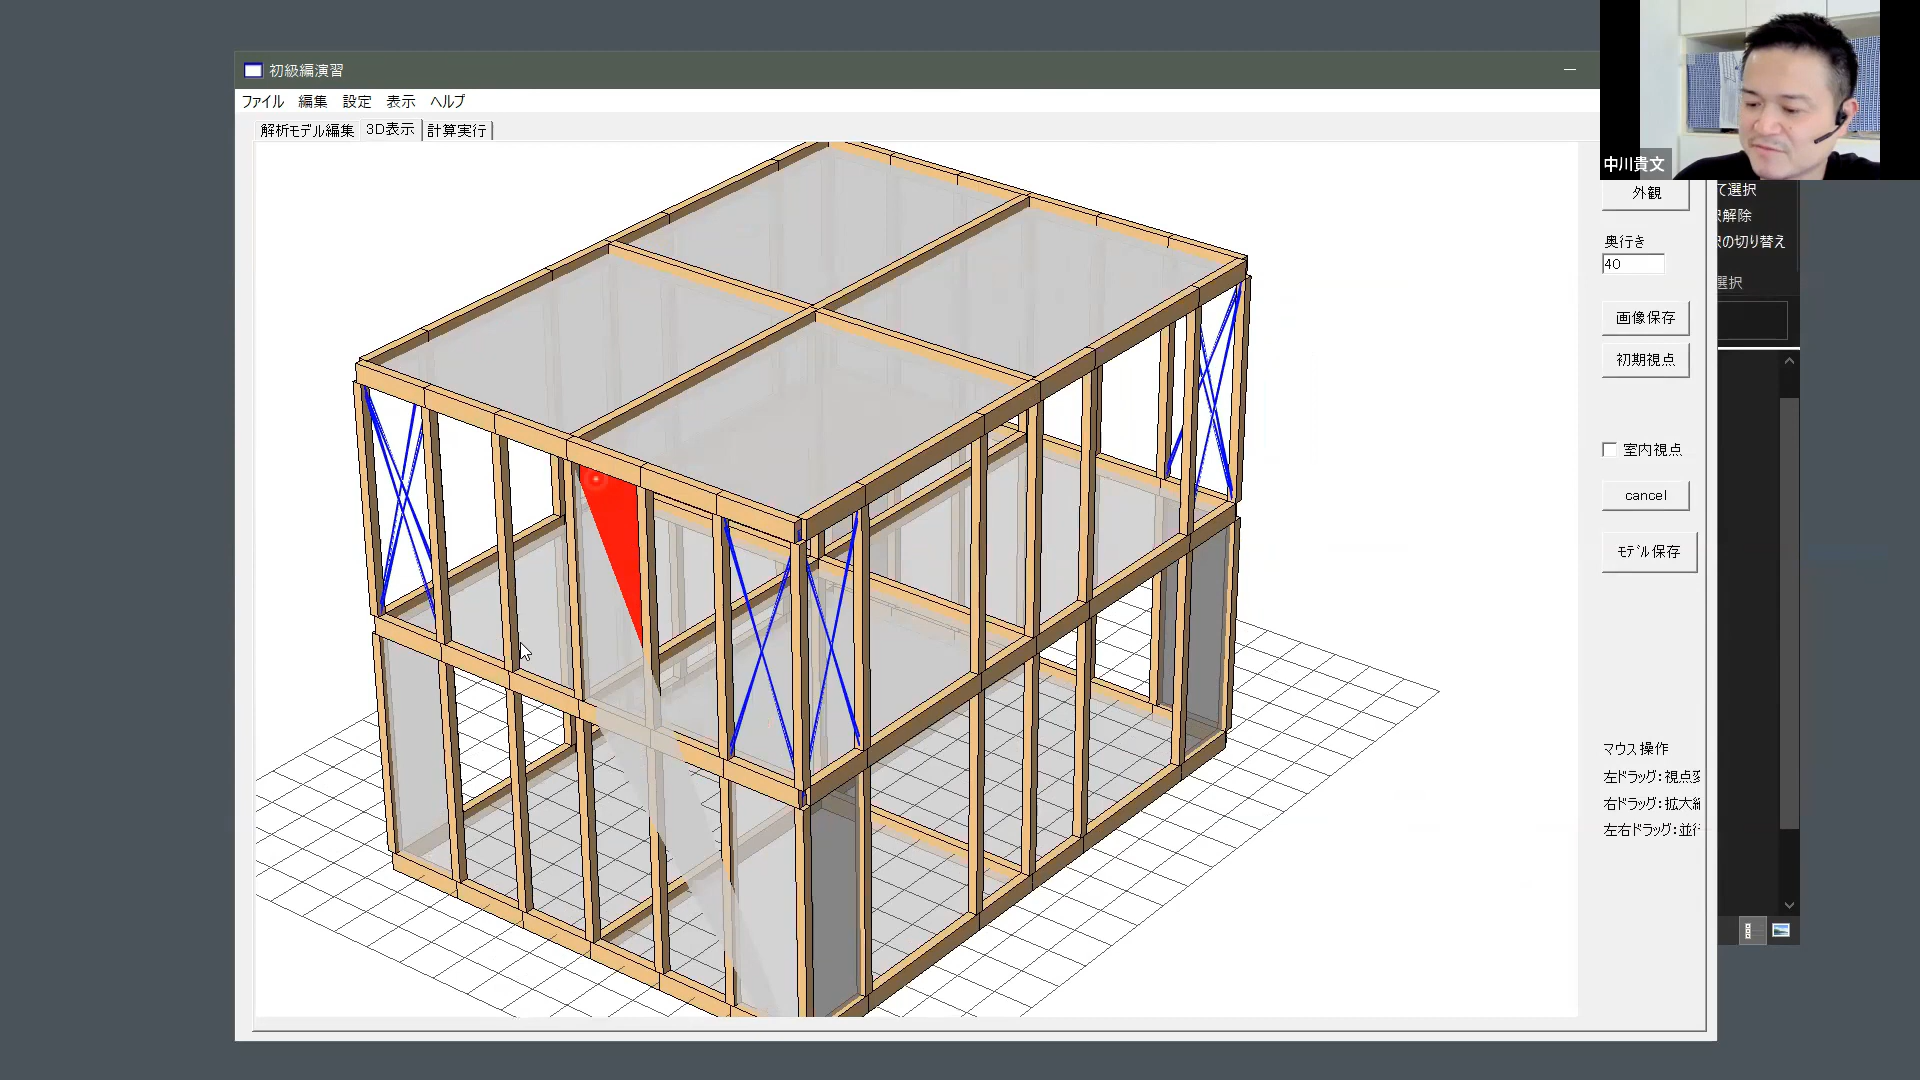 初級編演習
ファイル 編集 設定 表示 ヘルプ
解析モデル編集 3D表示 計算実行
中川貴文
外観
て選択
択解除
奥行き
択の切り替え
40
選択
画像保存
初期視点
室内視点
cancel
モデル保存
マウス操作
左ドラッグ:視点変
右ドラッグ:拡大縮
左右ドラッグ:並行